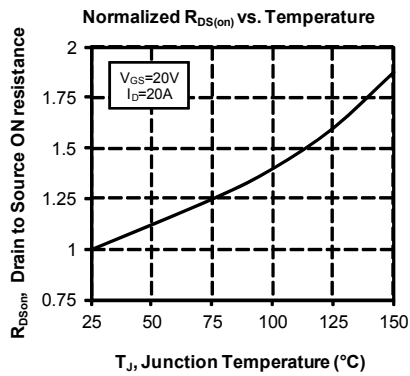 Normalized RDS(on) vs. Temperature
RDSon, Drain to Source ON resistance
2
1.75
1.5
1.25
1
0.75
VGS=20V
ID=20A
25 50 75 100 125 150
TJ, Junction Temperature (°C)